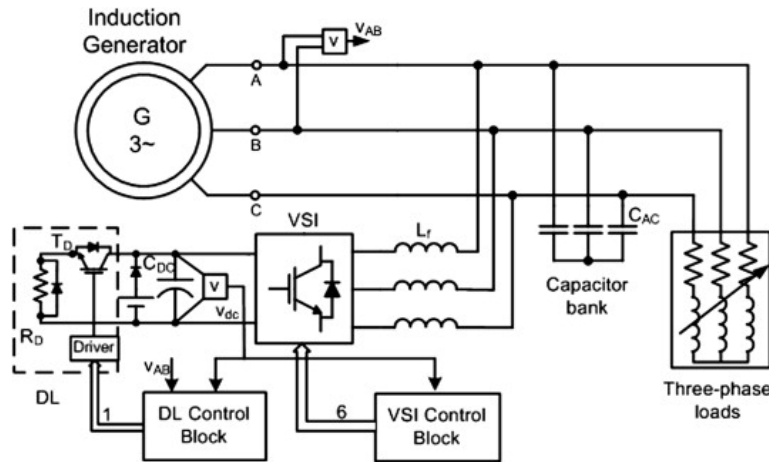 Induction
Generator
G
3~
A
B
C
v
vAB
VSI
Lf
CAC
Capacitor
bank
Three-phase
loads
TD
CDC
v
vdc
RD
Driver
DL
vAB
1
DL Control
Block
6
VSI Control
Block